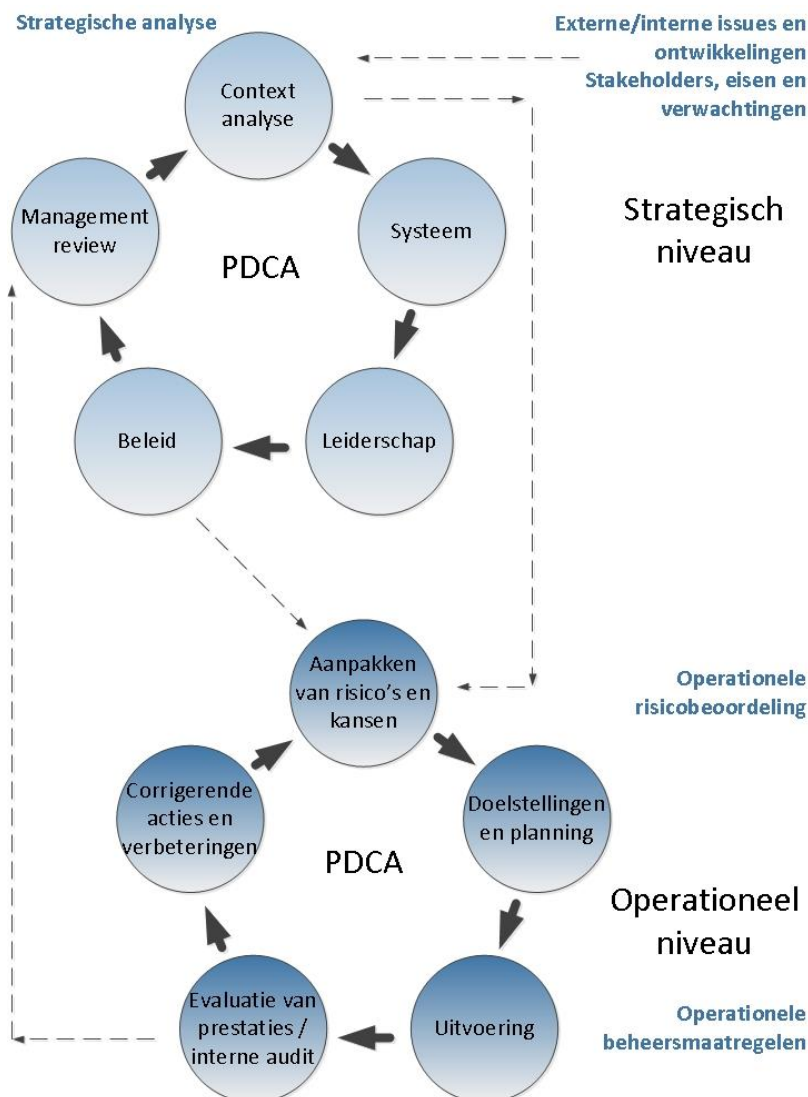 Strategische analyse
Externe/interne issues en
ontwikkelingen
Stakeholders, eisen en
verwachtingen
Context
analyse
Management
review
Systeem
PDCA
Strategisch
niveau
Beleid
Leiderschap
Aanpakken
van risico's en
kansen
Operationele
risicobeoordeling
Corrigerende
acties en
verbeteringen
Doelstellingen
en planning
PDCA
Operationeel
niveau
Evaluatie van
prestaties /
interne audit
Uitvoering
Operationele
beheersmaatregelen